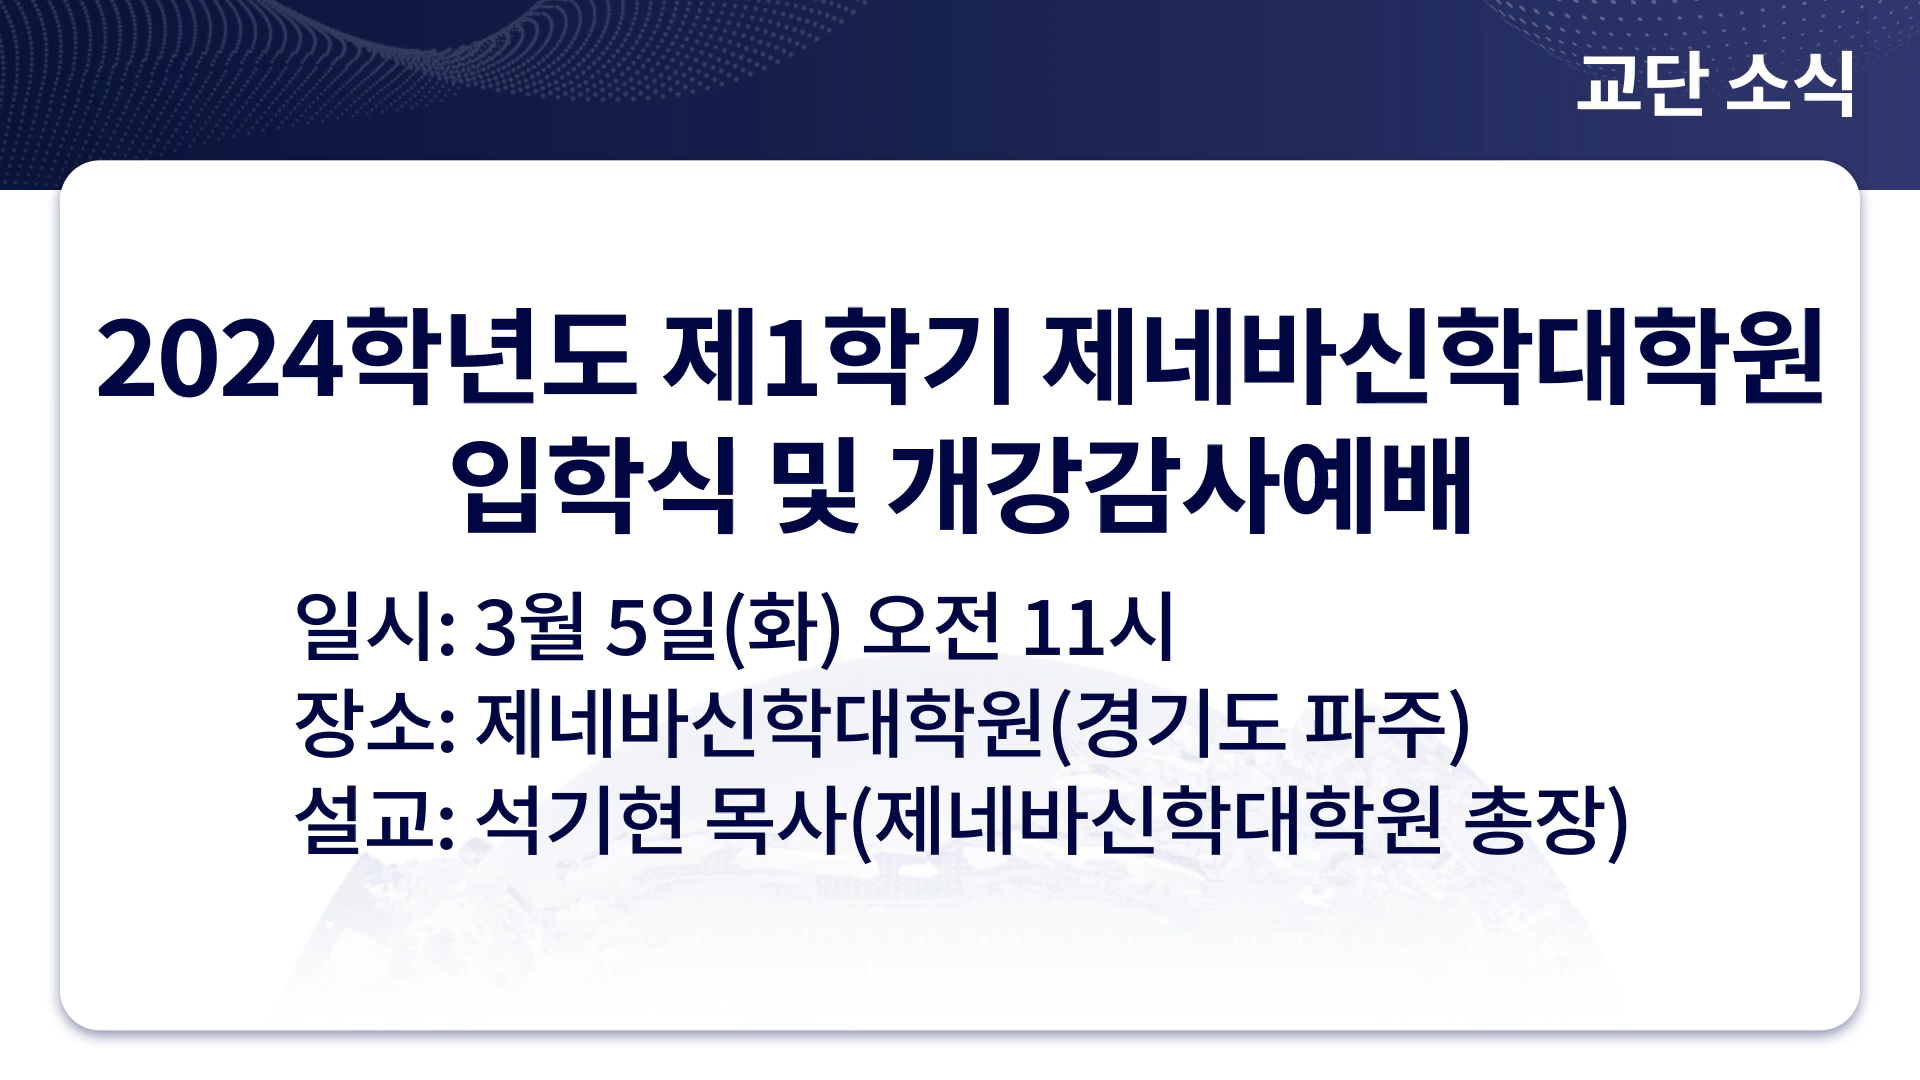 교단 소식
2024학년도 제1학기 제네바신학대학원
입학식 및 개강감사예배
일시: 3월 5일(화) 오전 11시
장소: 제네바신학대학원(경기도 파주)
설교: 석기현 목사(제네바신학대학원 총장)